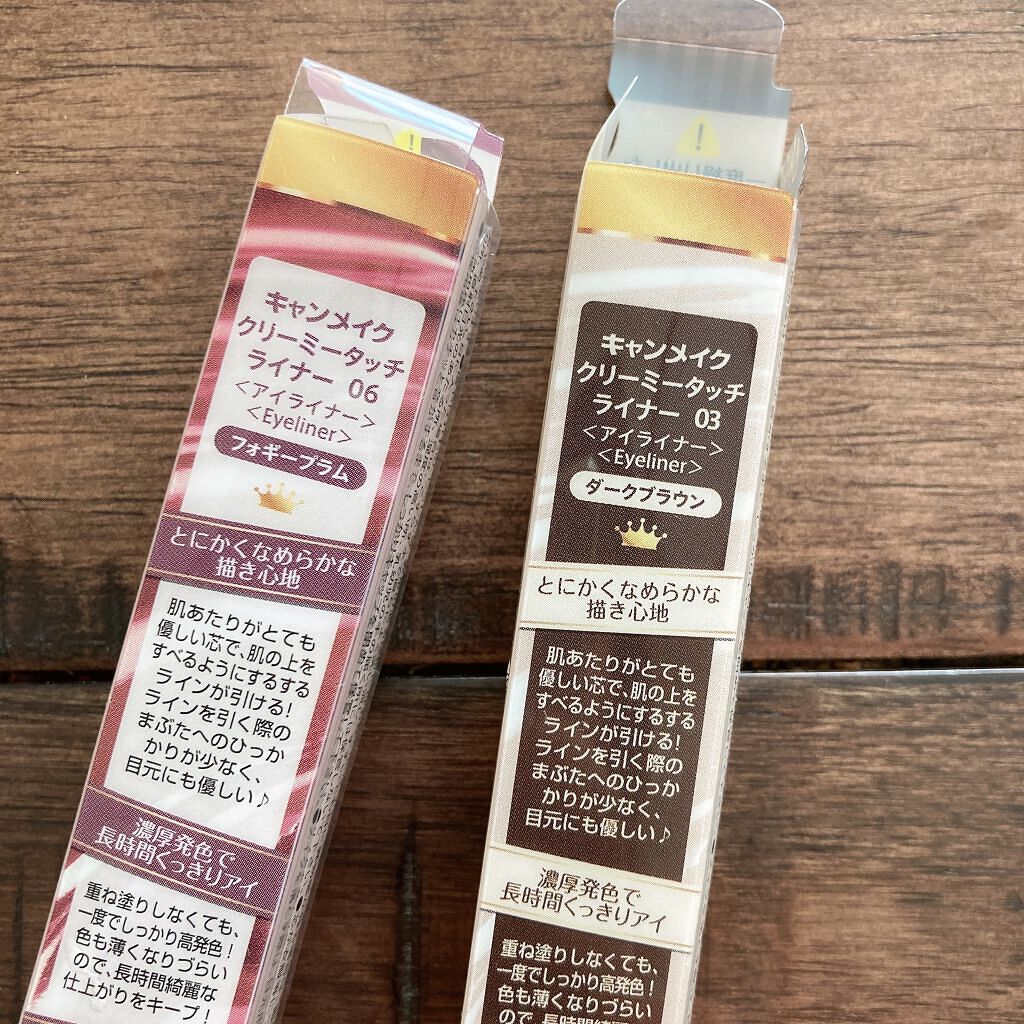 キャンメイク
クリーミータッチ
ライナー 06
<アイライナー>
<Eyeliner>
フォギープラム
とにかくなめらかな
描き心地
肌あたりがとても
優しい芯で、肌の上を
すべるようにするする
ラインが引ける!
ラインを引く際の
まぶたへのひっか
かりが少なく、
目元にも優しい♪
濃厚発色で
長時間くっきりアイ
重ね塗りしなくても、
一度でしっかり高発色!
色も薄くなりづらい
ので、長時間綺麗な
仕上がりをキープ!
キャンメイク
クリーミータッチ
ライナー 03
<アイライナー>
<Eyeliner>
ダークブラウン
とにかくなめらかな
描き心地
肌あたりがとても
優しい芯で、肌の上を
すべるようにするする
ラインが引ける!
ラインを引く際の
まぶたへのひっか
かりが少なく、
目元にも優しい♪
濃厚発色で
長時間くっきりアイ
重ね塗りしなくても、
一度でしっかり高発色!
色も薄くなりづらい
ので、長時間綺麗な